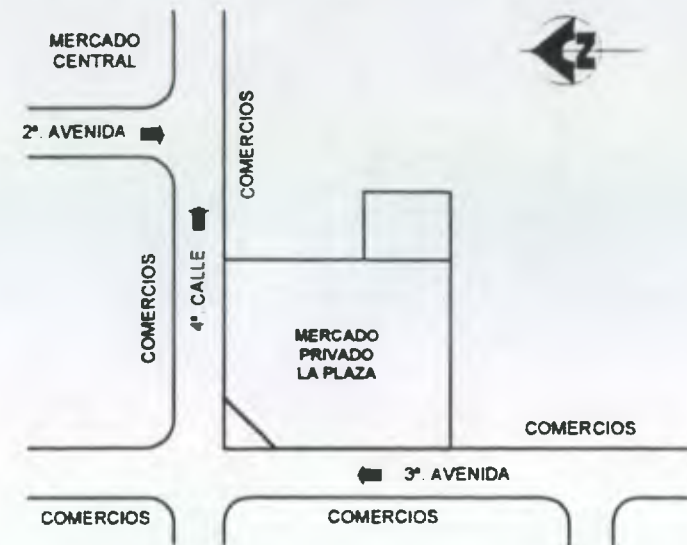 MERCADO
CENTRAL
N
2ª. AVENIDA
COMERCIOS
COMERCIOS
4ª. CALLE
MERCADO
PRIVADO
LA PLAZA
COMERCIOS
3ª. AVENIDA
COMERCIOS
COMERCIOS